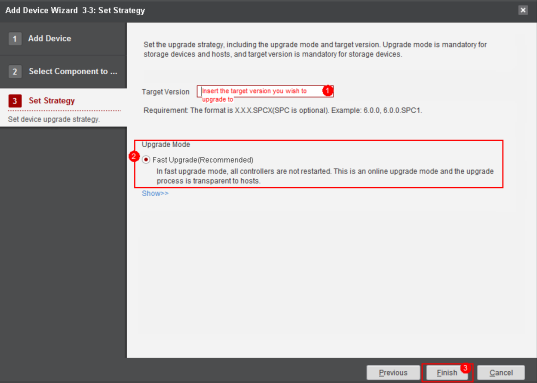 Add Device Wizard 3-3: Set Strategy
1 Add Device
2 Select Component to ...
3 Set Strategy
Set device upgrade strategy.
Set the upgrade strategy, including the upgrade mode and target version. Upgrade mode is mandatory for
storage devices and hosts, and target version is mandatory for storage devices.
Target Version Insert the target version you wish to 1
upgrade to
Requirement: The format is X.X.X.SPCX(SPC is optional). Example: 6.0.0, 6.0.0.SPC1.
Upgrade Mode
2 Fast Upgrade(Recommended)
In fast upgrade mode, all controllers are not restarted. This is an online upgrade mode and the upgrade
process is transparent to hosts.
Show>>
Previous Finish 3 Cancel